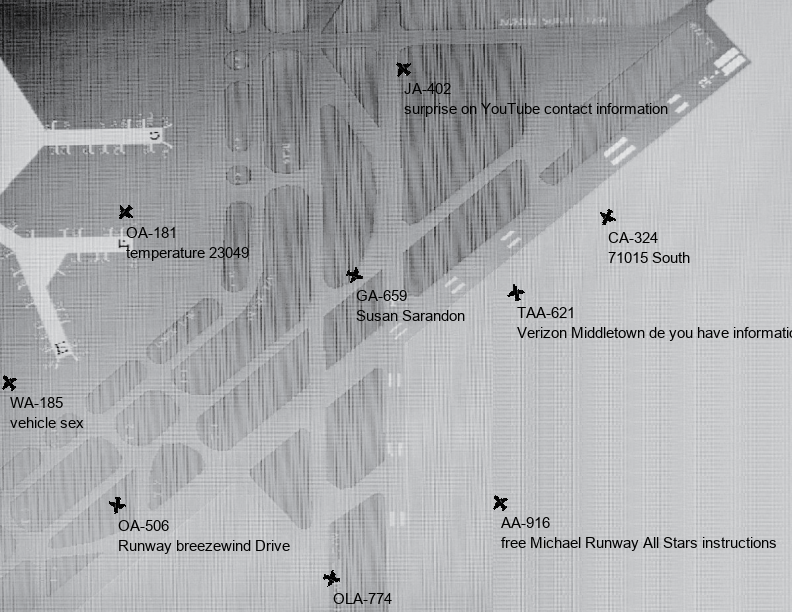 JA-402
surprise on YouTube contact information
OA-181
temperature 23049
CA-324
71015 South
GA-659
Susan Sarandon
TAA-621
Verizon Middletown de you have informatio
WA-185
vehicle sex
OA-506
Runway breezewind Drive
AA-916
free Michael Runway All Stars instructions
OLA-774